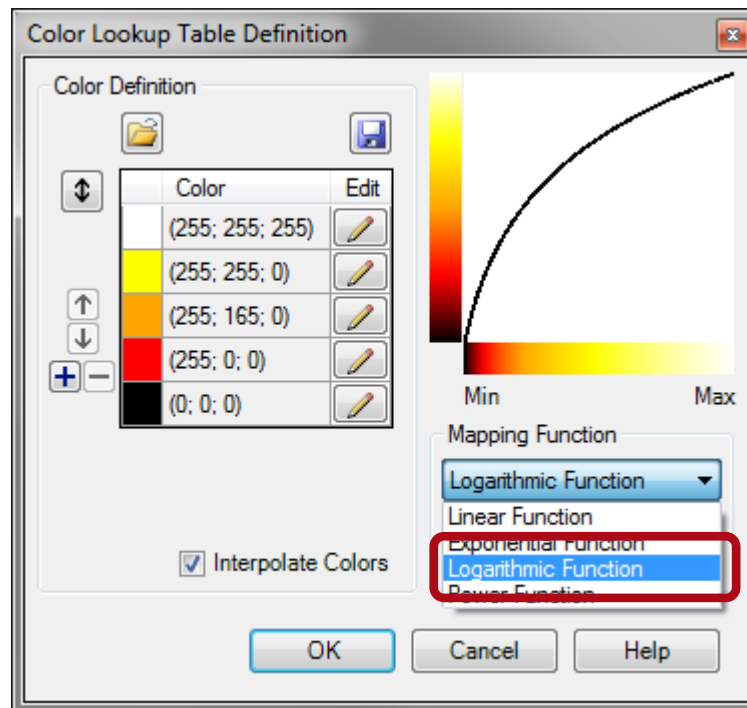 Color Lookup Table Definition
Color Definition
Color Edit
(255; 255; 255)
(255; 255; 0)
(255; 165; 0)
(255; 0; 0)
(0; 0; 0)
Interpolate Colors
Min Max
Mapping Function
Logarithmic Function
Linear Function
Exponential Function
Logarithmic Function
Power Function
OK Cancel Help